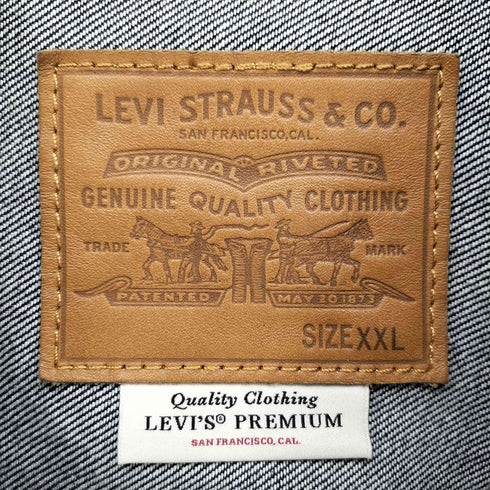 LEVI STRAUSS & CO.
SAN FRANCISCO, CAL.
ORIGINAL RIVETED
GENUINE QUALITY CLOTHING
TRADE MARK
PATENTED MAY 20 1873
SIZE XXL
Quality Clothing
LEVI'S® PREMIUM
SAN FRANCISCO, CAL.